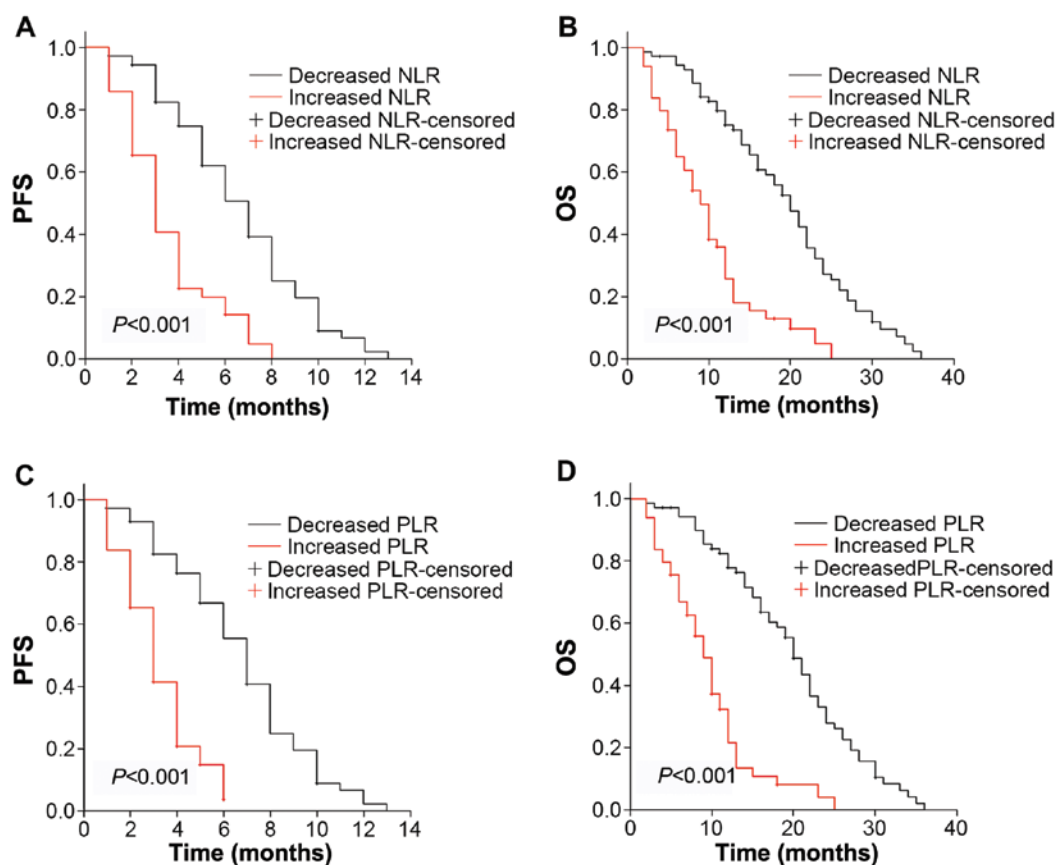 A
PFS
1.0
0.8
0.6
0.4
0.2
0.0
Decreased NLR
Increased NLR
Decreased NLR-censored
Increased NLR-censored
P<0.001
0 2 4 6 8 10 12 14
Time (months)
B
OS
1.0
0.8
0.6
0.4
0.2
0.0
Decreased NLR
Increased NLR
Decreased NLR-censored
Increased NLR-censored
P<0.001
0 10 20 30 40
Time (months)
C
PFS
1.0
0.8
0.6
0.4
0.2
0.0
Decreased PLR
Increased PLR
Decreased PLR-censored
Increased PLR-censored
P<0.001
0 2 4 6 8 10 12 14
Time (months)
D
OS
1.0
0.8
0.6
0.4
0.2
0.0
Decreased PLR
Increased PLR
DecreasedPLR-censored
Increased PLR-censored
P<0.001
0 10 20 30 40
Time (months)